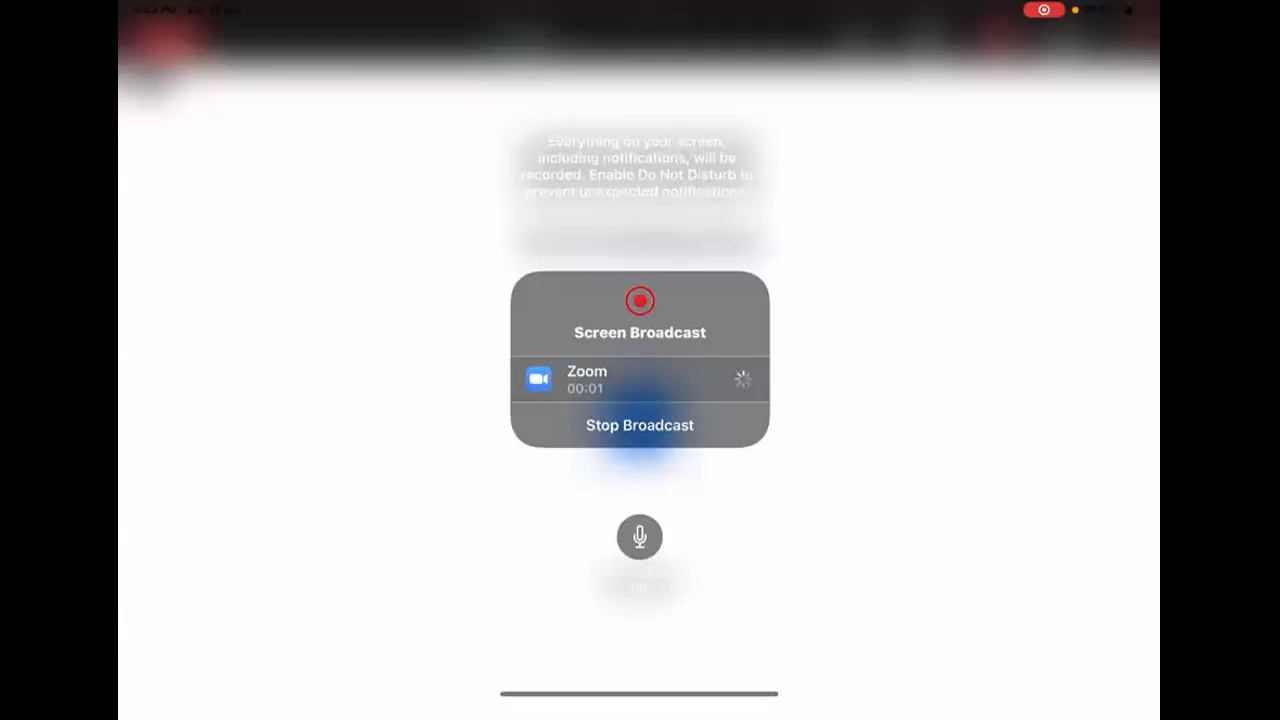 Everything on your screen,
including notifications, will be
recorded. Enable Do Not Disturb to
prevent unexpected notifications.
Screen Broadcast
Zoom
00:01
Stop Broadcast